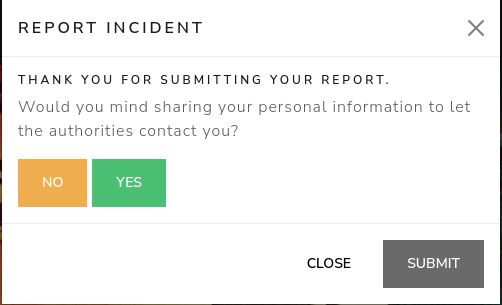 REPORT INCIDENT
THANK YOU FOR SUBMITTING YOUR REPORT.
Would you mind sharing your personal information to let
the authorities contact you?
NO YES
CLOSE SUBMIT